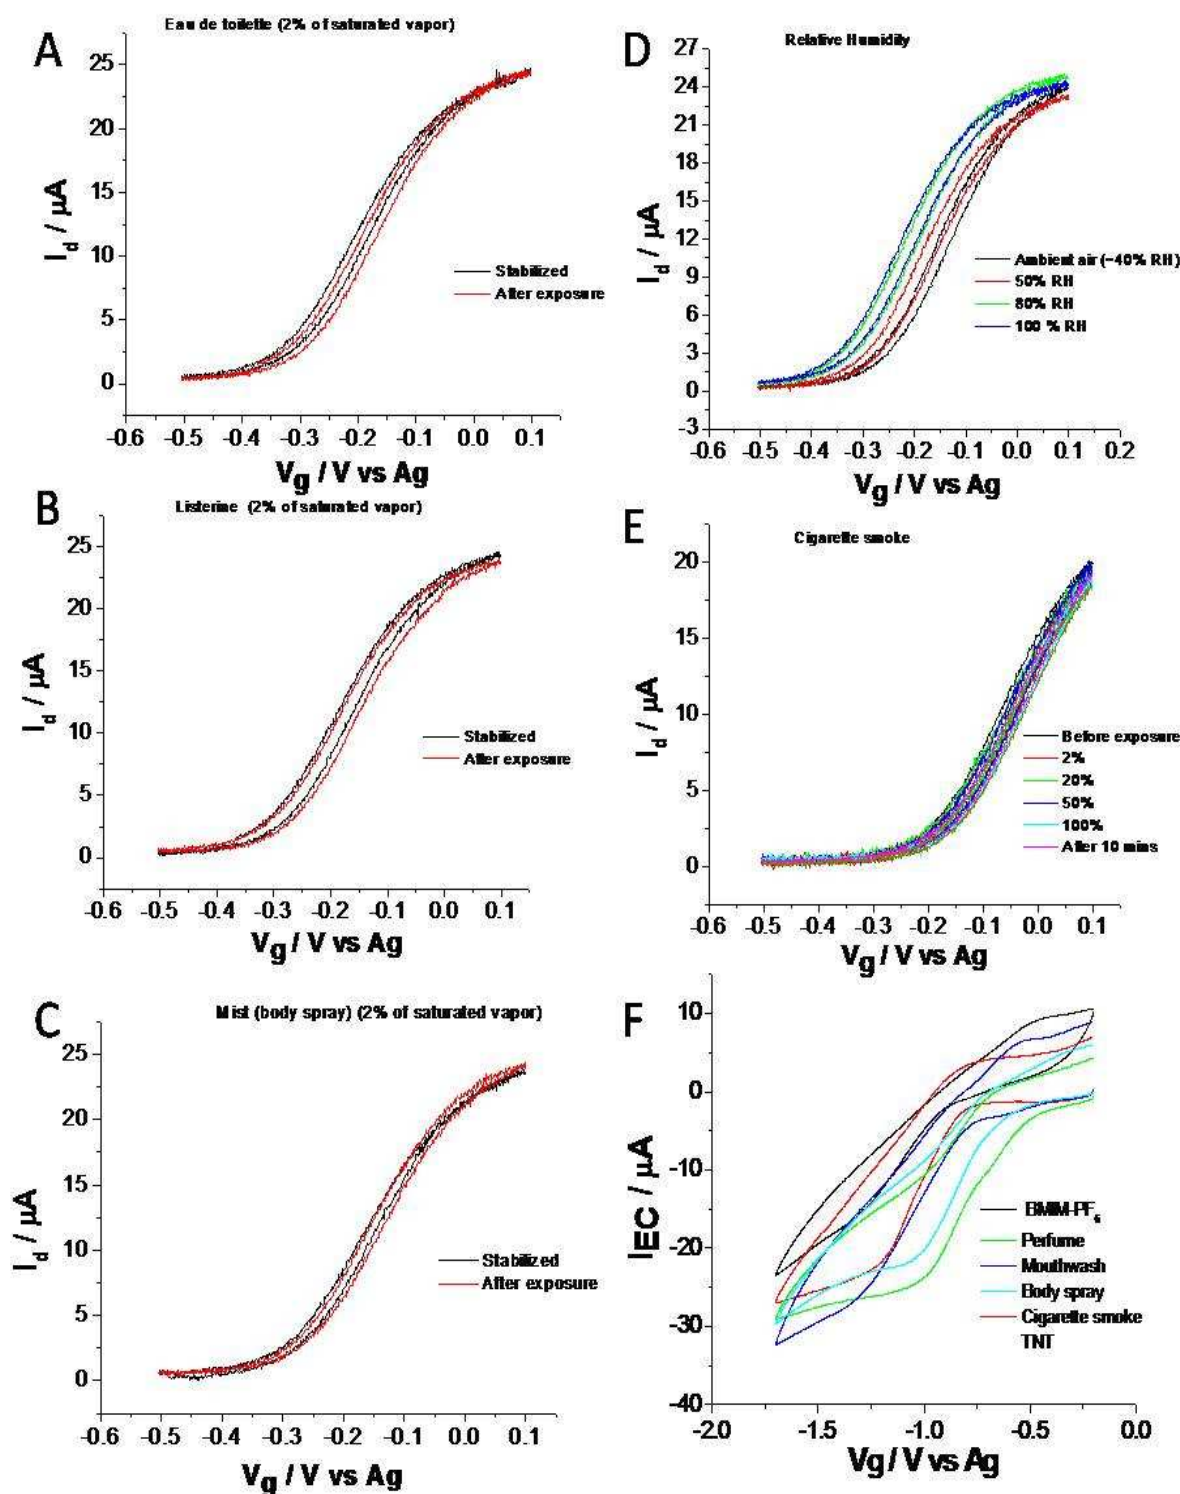 A
Eau de toilette (2% of saturated vapor)
25
20
15
10
5
0
I_d / µA
Stabilized
After exposure
-0.6 -0.5 -0.4 -0.3 -0.2 -0.1 0.0 0.1
Vg / V vs Ag
B
Listerine (2% of saturated vapor)
25
20
15
10
5
0
I_d / µA
Stabilized
After exposure
-0.6 -0.5 -0.4 -0.3 -0.2 -0.1 0.0 0.1
Vg / V vs Ag
C
Mist (body spray) (2% of saturated vapor)
25
20
15
10
5
0
I_d / µA
Stabilized
After exposure
-0.6 -0.5 -0.4 -0.3 -0.2 -0.1 0.0 0.1
Vg / V vs Ag
D
Relative Humidity
27
24
21
18
15
12
9
6
3
0
-3
I_d / µA
Ambient air (~40% RH)
50% RH
80% RH
100 % RH
-0.6 -0.5 -0.4 -0.3 -0.2 -0.1 0.0 0.1 0.2
Vg / V vs Ag
E
Cigarette smoke
20
15
10
5
0
I_d / µA
Before exposure
2%
20%
50%
100%
After 10 mins
-0.6 -0.5 -0.4 -0.3 -0.2 -0.1 0.0 0.1
Vg / V vs Ag
F
10
0
-10
-20
-30
-40
IEC / µA
BMIM-PF₆
Perfume
Mouthwash
Body spray
Cigarette smoke
TNT
-2.0 -1.5 -1.0 -0.5 0.0
Vg / V vs Ag